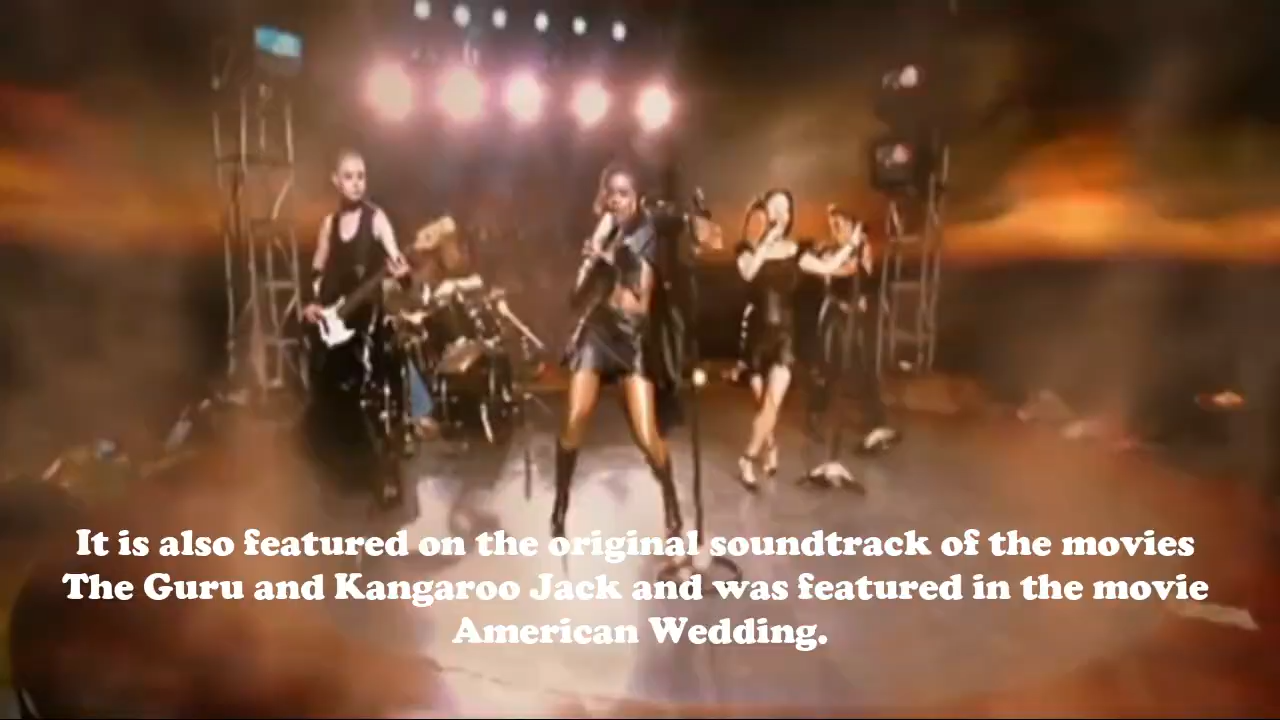 It is also featured on the original soundtrack of the movies
The Guru and Kangaroo Jack and was featured in the movie
American Wedding.